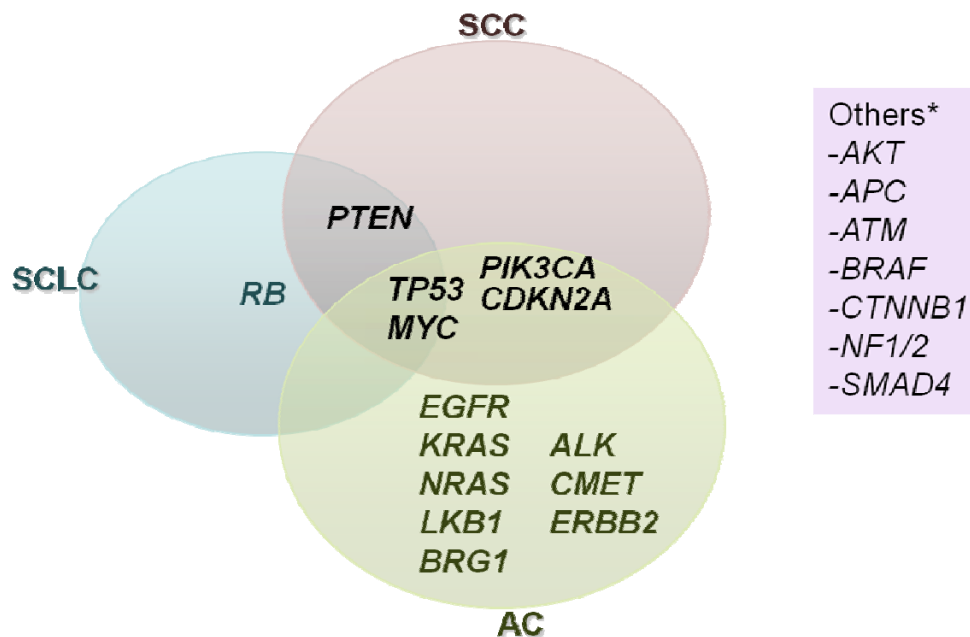 SCC
Others*
-AKT
-APC
-ATM
-BRAF
-CTNNB1
-NF1/2
-SMAD4
PTEN
SCLC
RB
TP53
MYC
PIK3CA
CDKN2A
EGFR
KRAS ALK
NRAS CMET
LKB1 ERBB2
BRG1
AC